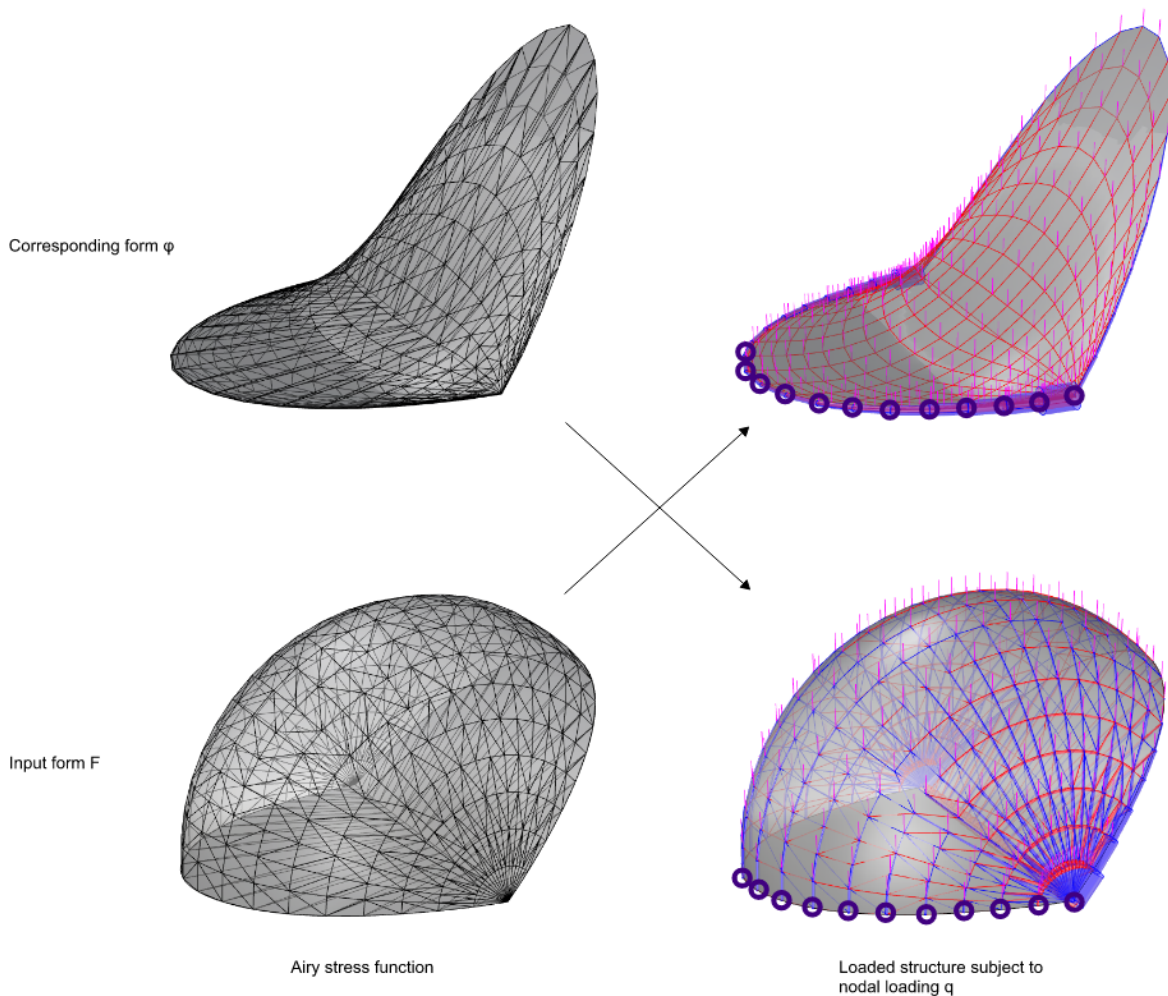 Corresponding form φ
Input form F
Airy stress function
Loaded structure subject to
nodal loading q